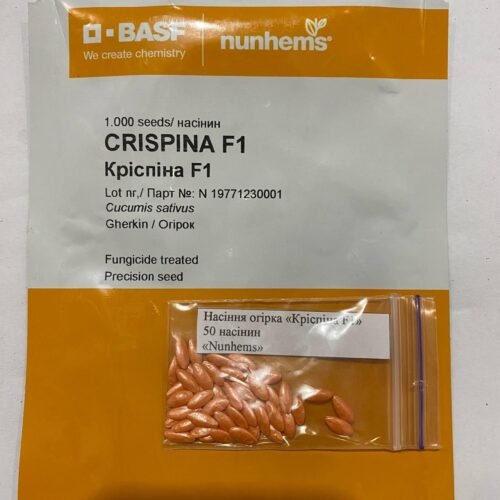 BASF
We create chemistry
nunhems®
1.000 seeds/ насінин
CRISPINA F1
Кріспіна F1
Lot nr./ Парт №: N 19771230001
Cucumis sativus
Gherkin / Огірок
Fungicide treated
Precision seed
Насіння огірка «Кріспіна F1»
50 насінин
«Nunhems»